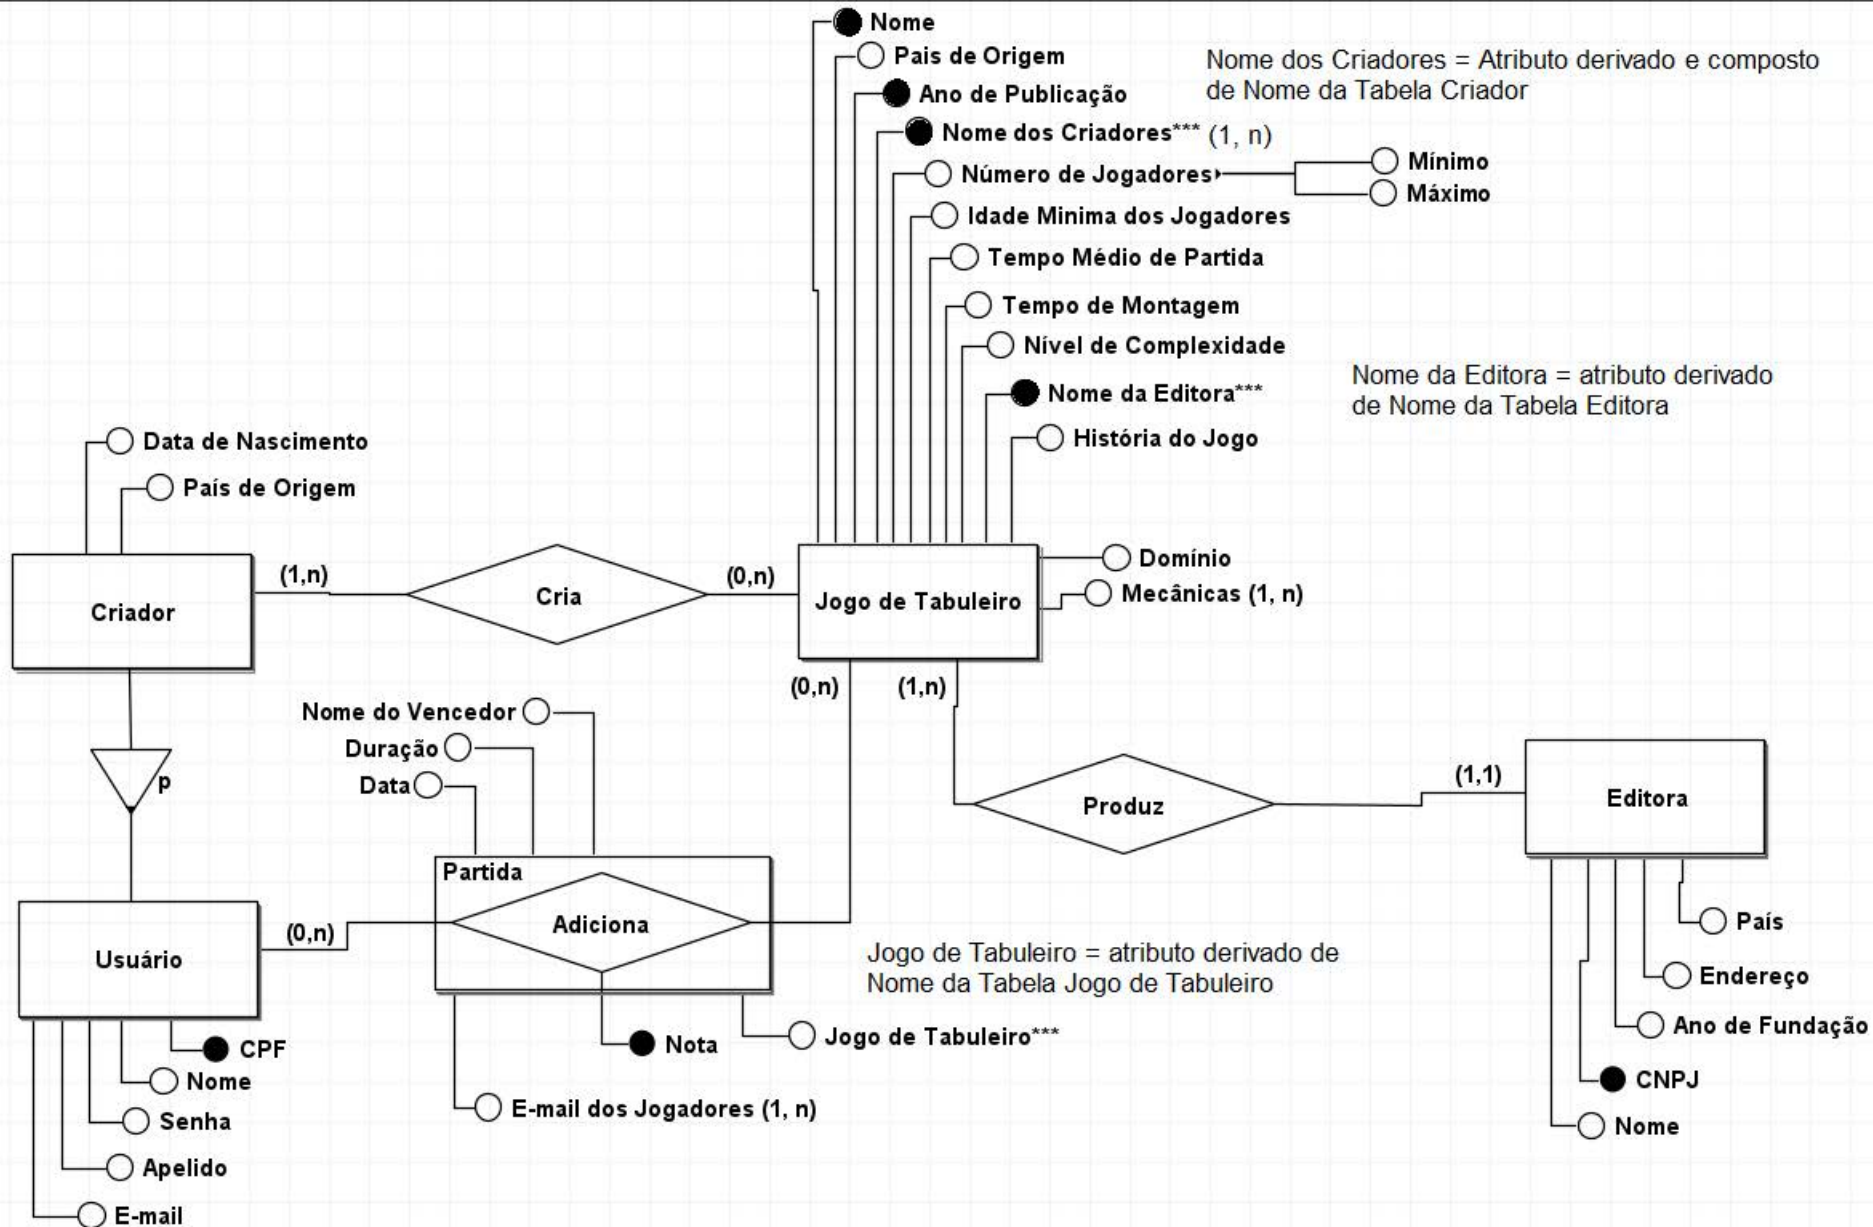 Nome
Pais de Origem
Nome dos Criadores = Atributo derivado e composto
de Nome da Tabela Criador
Ano de Publicação
Nome dos Criadores*** (1, n)
Número de Jogadores
Mínimo
Máximo
Idade Minima dos Jogadores
Tempo Médio de Partida
Tempo de Montagem
Nível de Complexidade
Nome da Editora***
Nome da Editora = atributo derivado
de Nome da Tabela Editora
História do Jogo
Data de Nascimento
País de Origem
Criador
(1,n)
Cria
(0,n)
Jogo de Tabuleiro
Domínio
Mecânicas (1, n)
(0,n)
(1,n)
Nome do Vencedor
Duração
Data
p
Produz
(1,1)
Editora
Partida
Adiciona
Usuário
(0,n)
Jogo de Tabuleiro = atributo derivado de
Nome da Tabela Jogo de Tabuleiro
País
Endereço
Ano de Fundação
CNPJ
Nome
CPF
Nome
Senha
Apelido
E-mail
Nota
Jogo de Tabuleiro***
E-mail dos Jogadores (1, n)